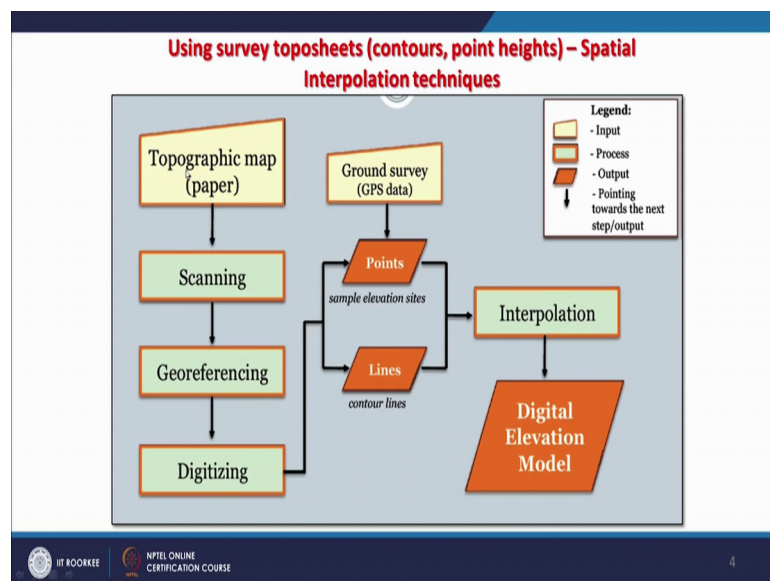 Using survey toposheets (contours, point heights) – Spatial
Interpolation techniques
Topographic map
(paper)
Scanning
Georeferencing
Digitizing
Ground survey
(GPS data)
Points
sample elevation sites
Lines
contour lines
Interpolation
Digital
Elevation
Model
Legend:
- Input
- Process
- Output
- Pointing
towards the next
step/output
IIT ROORKEE
NPTEL ONLINE
CERTIFICATION COURSE
4